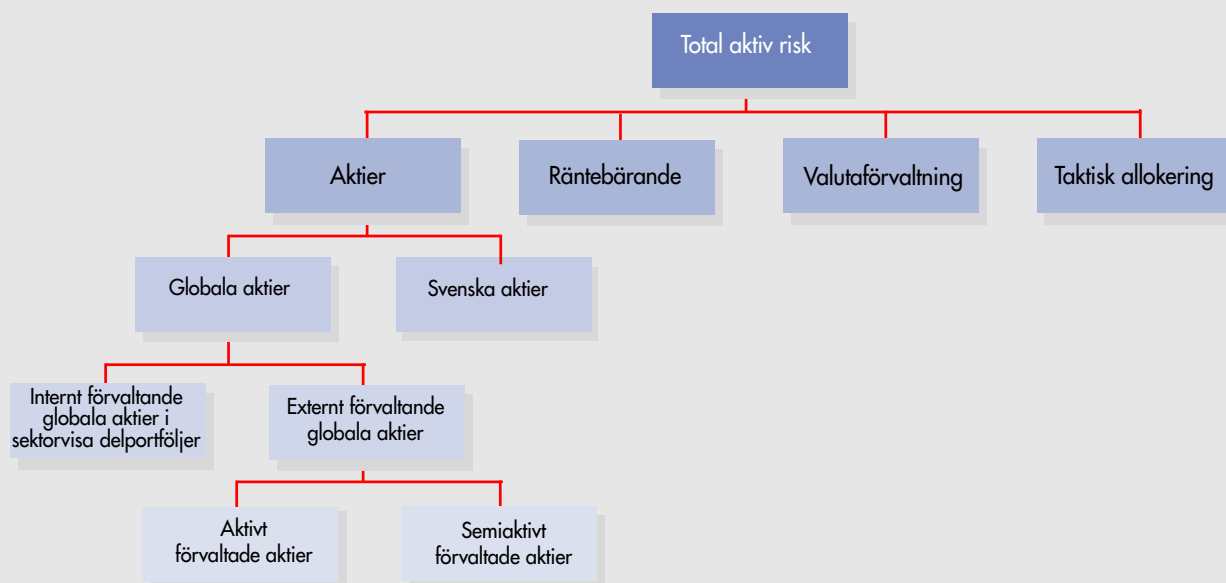 Total aktiv risk
Aktier
Räntebärande
Valutaförvaltning
Taktisk allokering
Globala aktier
Svenska aktier
Internt förvaltande
globala aktier i
sektorvisa delportföljer
Externt förvaltande
globala aktier
Aktivt
förvaltade aktier
Semiaktivt
förvaltade aktier